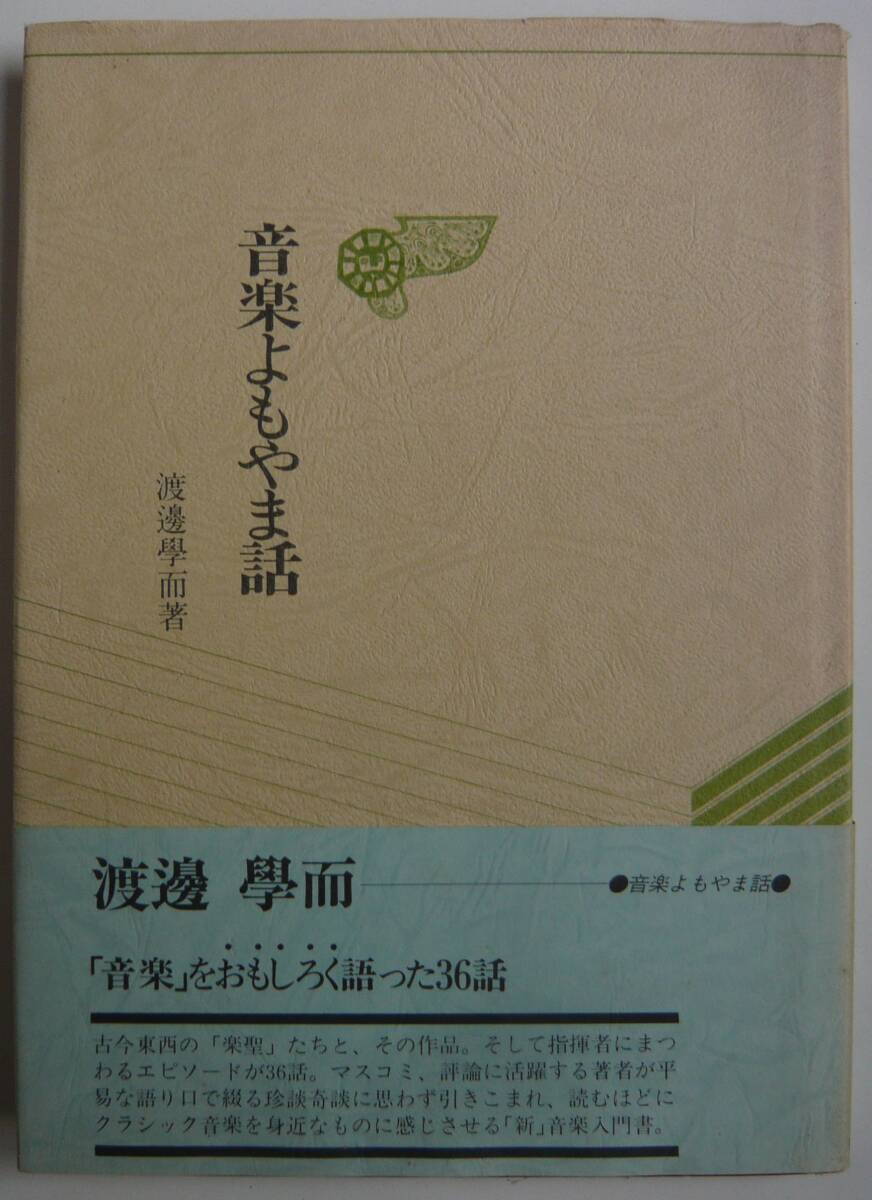 音楽よもやま話
渡邊學而著
渡邊 學而
●音楽よもやま話●
「音楽」をおもしろく語った36話
古今東西の「楽聖」たちと、その作品。そして指揮者にまつ
わるエピソードが36話。マスコミ、評論に活躍する著者が平
易な語り口で綴る珍談奇談に思わず引きこまれ、読むほどに
クラシック音楽を身近なものに感じさせる「新」音楽入門書。